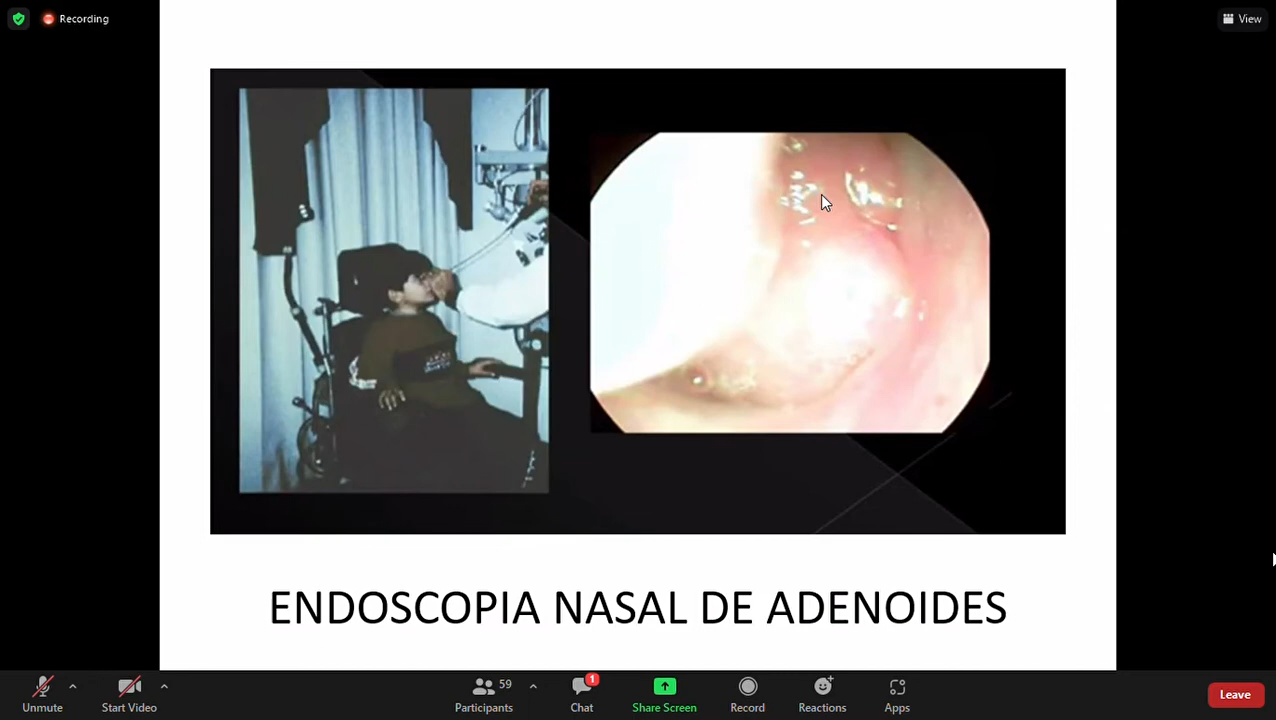 Recording
View
ENDOSCOPIA NASAL DE ADENOIDES
Unmute
Start Video
59
Participants
1
Chat
Share Screen
Record
Reactions
Apps
Leave